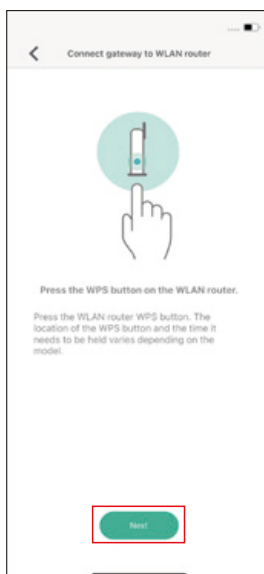 Connect gateway to WLAN router
Press the WPS button on the WLAN router.
Press the WLAN router WPS button. The
location of the WPS button and the time it
needs to be held varies depending on the
model.
Next